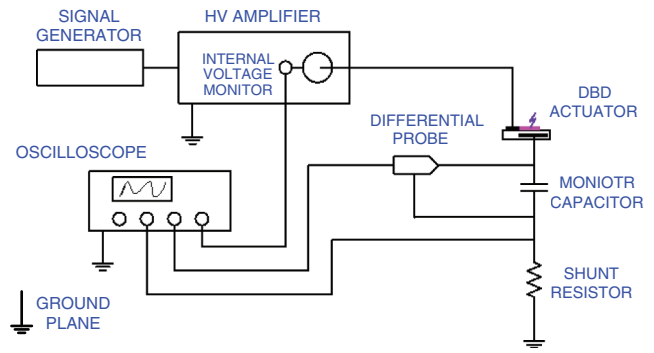 SIGNAL
GENERATOR
HV AMPLIFIER
INTERNAL
VOLTAGE
MONITOR
DBD
ACTUATOR
DIFFERENTIAL
PROBE
OSCILLOSCOPE
MONIOTR
CAPACITOR
SHUNT
RESISTOR
GROUND
PLANE